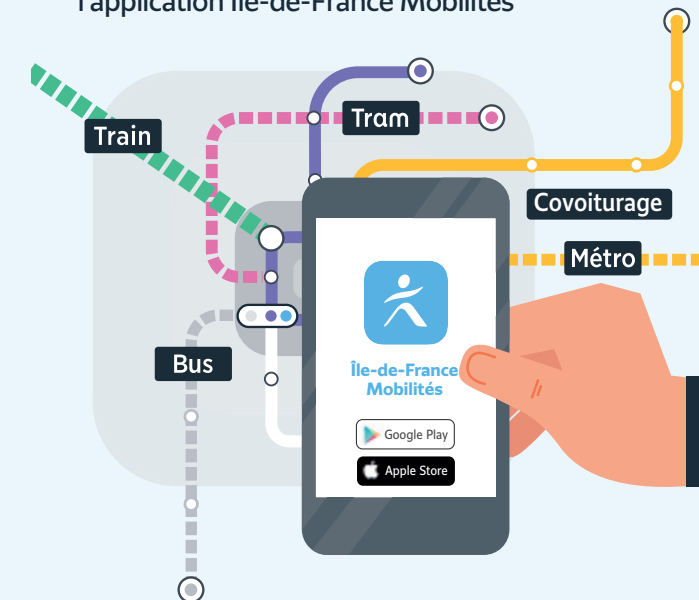 l'application Île-de-France Mobilités
Tram
Train
Covoiturage
Métro
Bus
Île-de-France
Mobilités
Google Play
Apple Store